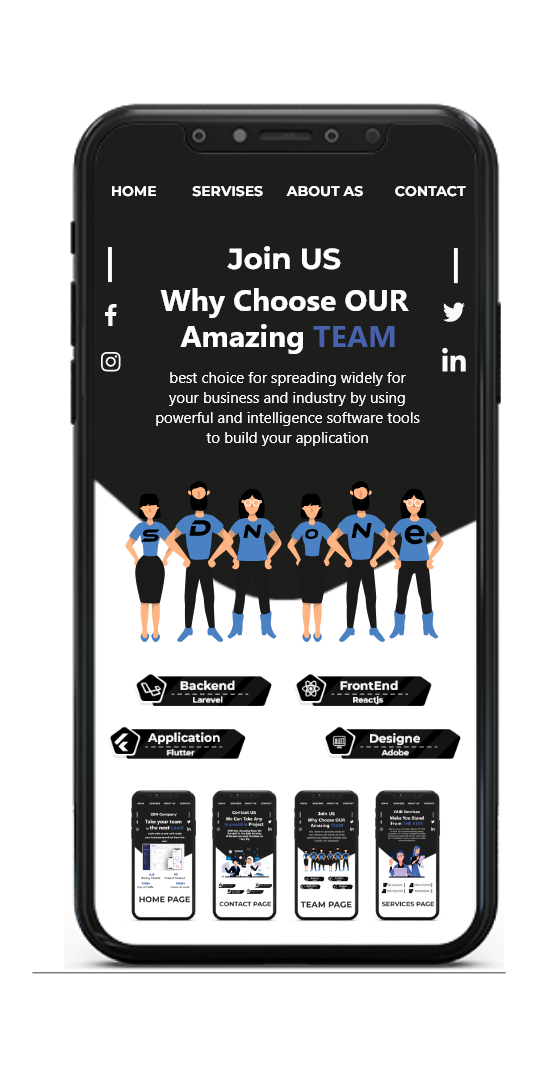 HOME SERVISES ABOUT AS CONTACT
Join US
Why Choose OUR
Amazing TEAM
best choice for spreading widely for
your business and industry by using
powerful and intelligence software tools
to build your application
S D N o N e
Backend
Larevel
FrontEnd
Reactjs
Application
Flutter
Designe
Adobe
SDN Company
Take your team
to the next Level
HOME PAGE
Contact US
We Can Take Any
Impossible Project
CONTACT PAGE
Join US
Why Choose OUR
Amazing TEAM
TEAM PAGE
OUR Services
Make You Stand
From THE REST
SERVICES PAGE